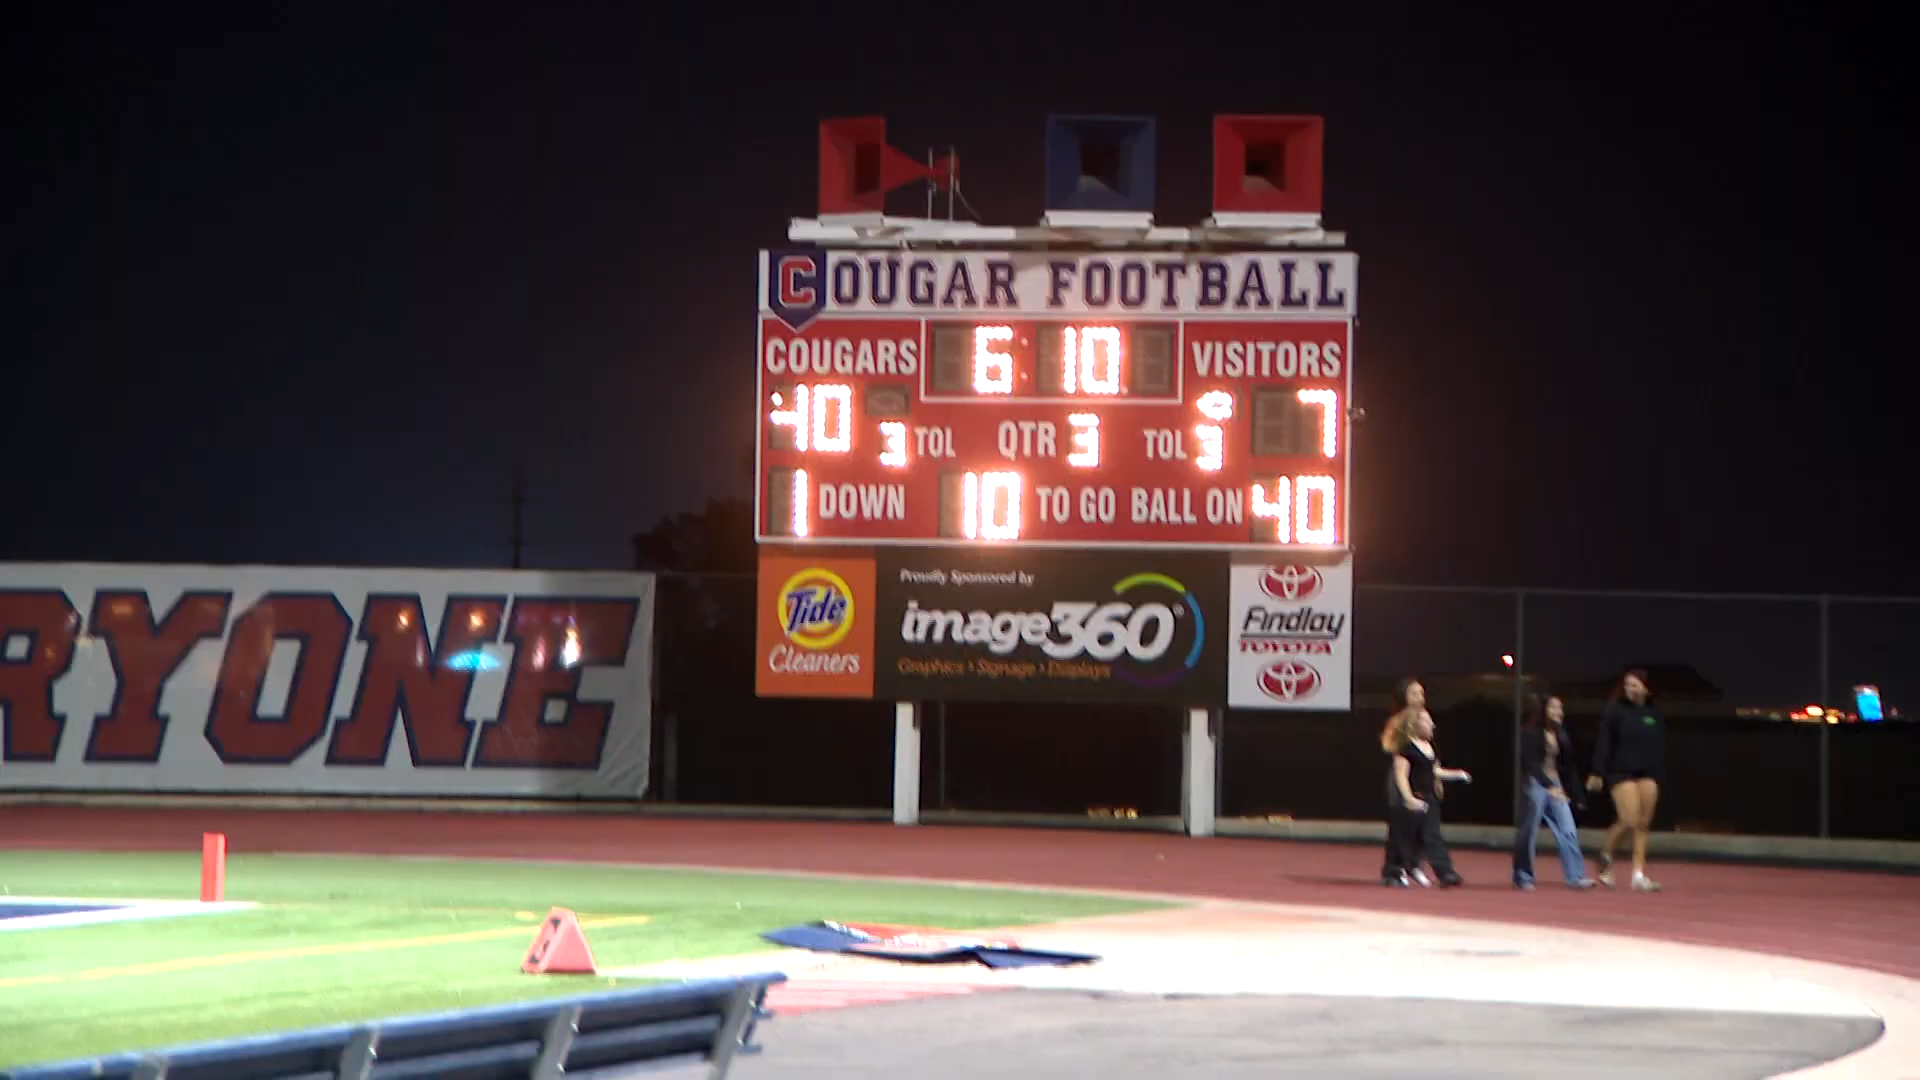 COUGAR FOOTBALL
COUGARS 6:10 VISITORS
40 3 TOL QTR 3 TOL 3 7
1 DOWN 10 TO GO BALL ON 40
Tide
Cleaners
Proudly Sponsored by
image360
Graphics • Signage • Displays
Findlay
TOYOTA
RYONE